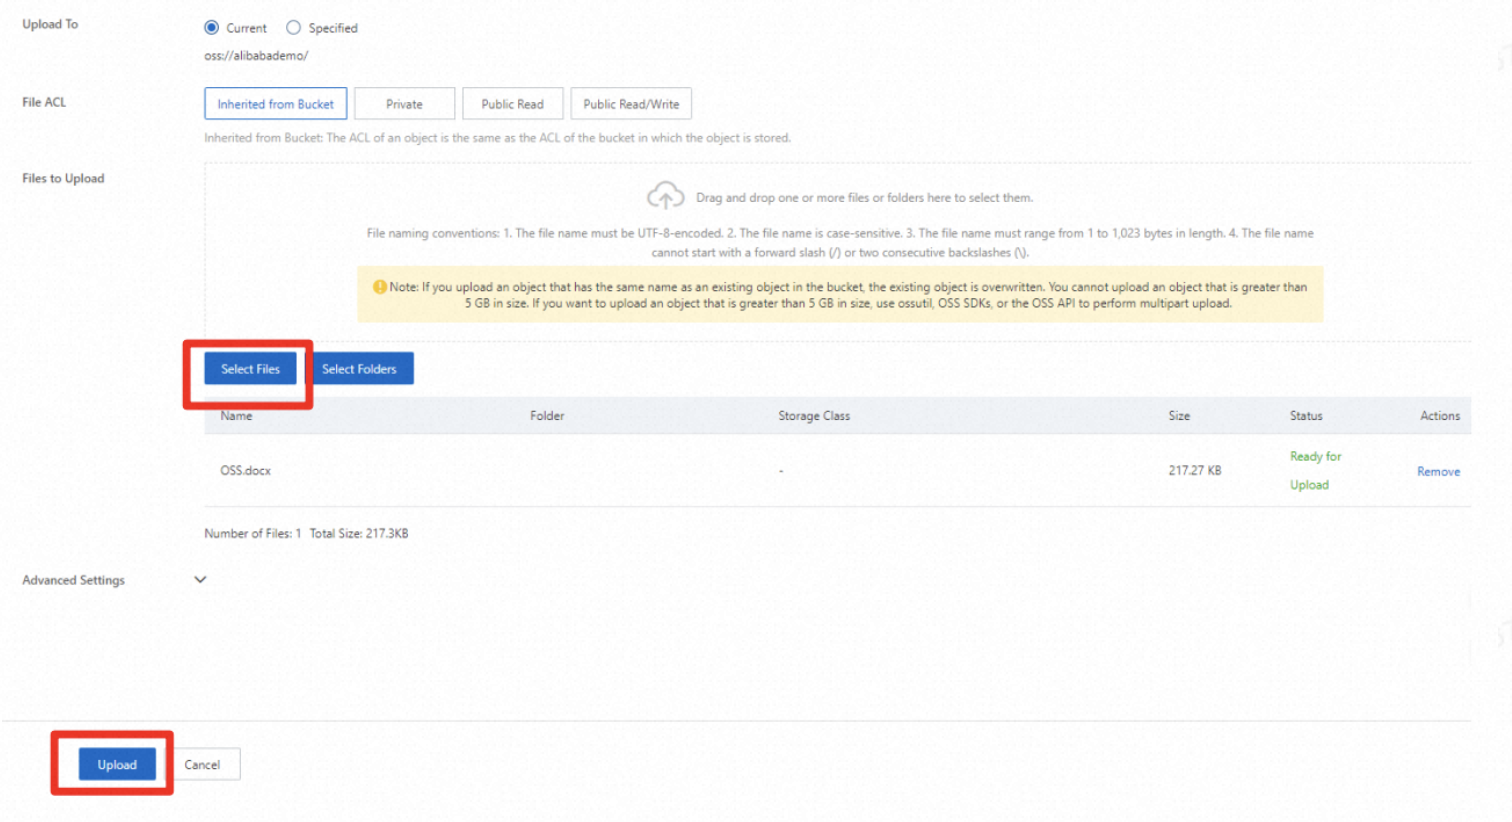 Upload To
Current Specified
oss://alibabademo/
File ACL
Inherited from Bucket Private Public Read Public Read/Write
Inherited from Bucket: The ACL of an object is the same as the ACL of the bucket in which the object is stored.
Files to Upload
Drag and drop one or more files or folders here to select them.
File naming conventions: 1. The file name must be UTF-8-encoded. 2. The file name is case-sensitive. 3. The file name must range from 1 to 1,023 bytes in length. 4. The file name
cannot start with a forward slash (/) or two consecutive backslashes (\).
Note: If you upload an object that has the same name as an existing object in the bucket, the existing object is overwritten. You cannot upload an object that is greater than
5 GB in size. If you want to upload an object that is greater than 5 GB in size, use ossutil, OSS SDKs, or the OSS API to perform multipart upload.
Select Files Select Folders
Name Folder Storage Class Size Status Actions
OSS.docx - 217.27 KB Ready for Upload Remove
Number of Files: 1 Total Size: 217.3KB
Advanced Settings
Upload Cancel